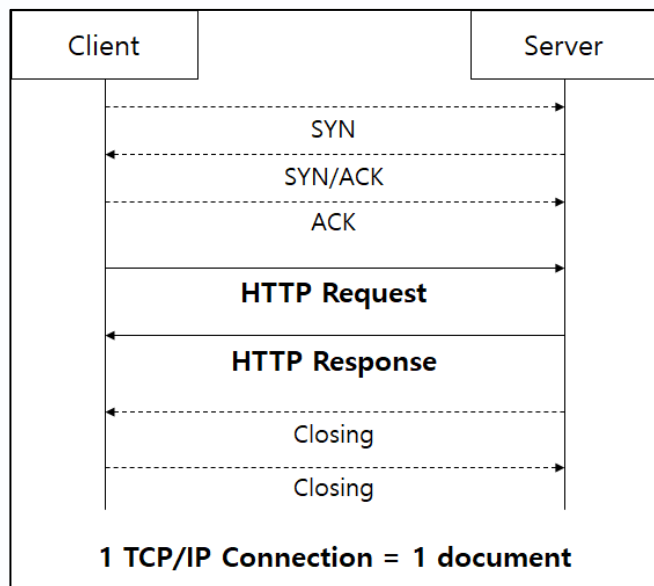 Client
Server
SYN
SYN/ACK
ACK
HTTP Request
HTTP Response
Closing
Closing
1 TCP/IP Connection = 1 document